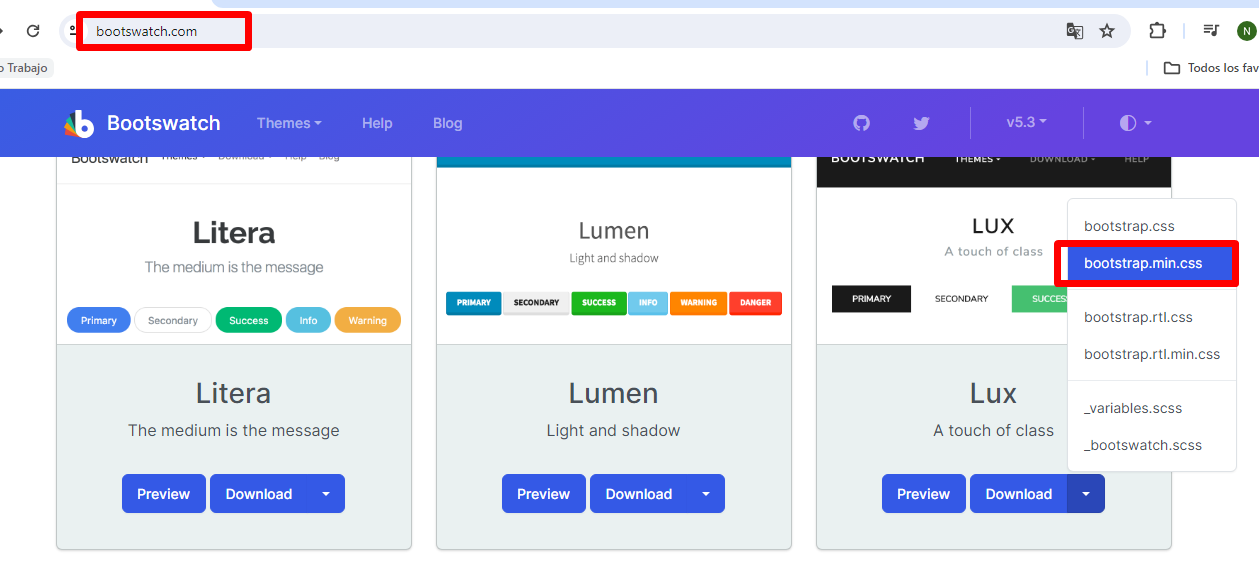 bootswatch.com
N
o Trabajo
Todos los fav
Bootswatch Themes Help Blog v5.3
Bootswatch Themes Download Help Blog
Litera
The medium is the message
Primary Secondary Success Info Warning
Litera
The medium is the message
Preview Download
Lumen
Light and shadow
PRIMARY SECONDARY SUCCESS INFO WARNING DANGER
Lumen
Light and shadow
Preview Download
BOOTSWATCH THEMES DOWNLOAD HELP
LUX
A touch of class
PRIMARY SECONDARY SUCCES
Lux
A touch of class
Preview Download
bootstrap.css
bootstrap.min.css
bootstrap.rtl.css
bootstrap.rtl.min.css
_variables.scss
_bootswatch.scss